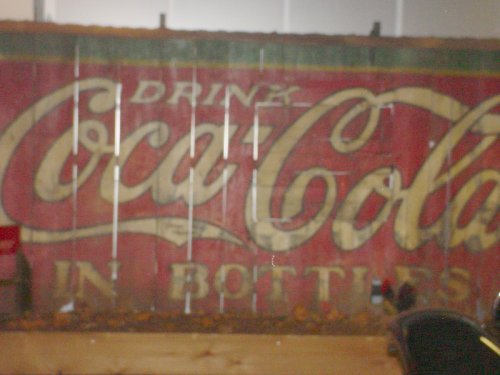 DRINK
Coca-Cola
IN BOTTLES